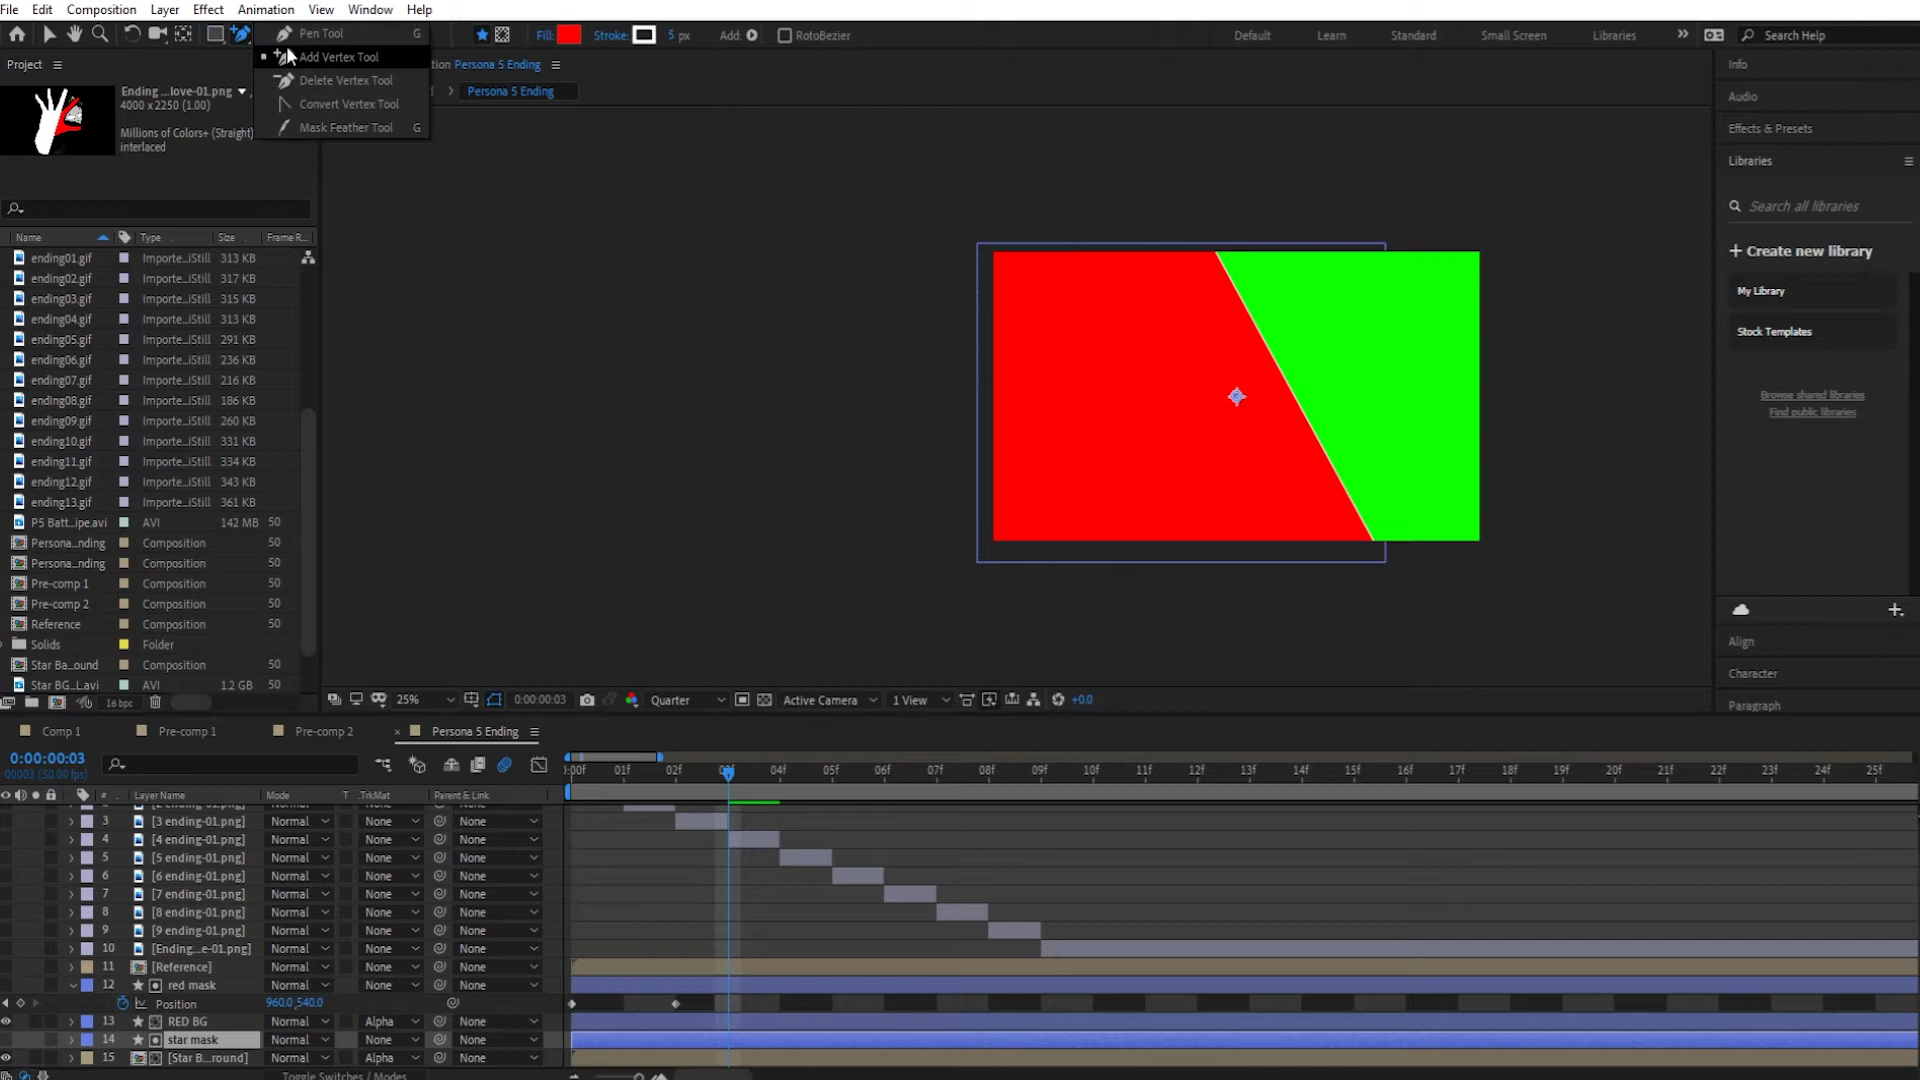 File Edit Composition Layer Effect Animation View Window Help
Pen Tool G
Add Vertex Tool
Delete Vertex Tool
Convert Vertex Tool
Mask Feather Tool G
Fill: Stroke: 5 px Add: RotoBezier
Default Learn Standard Small Screen Libraries » Search Help
Project
tion Persona 5 Ending
Persona 5 Ending
Ending ...love-01.png
4000 x 2250 (1.00)
Millions of Colors+ (Straight)
interlaced
Name Type Size Frame R...
ending01.gif Importe...iStill 313 KB
ending02.gif Importe...iStill 317 KB
ending03.gif Importe...iStill 315 KB
ending04.gif Importe...iStill 313 KB
ending05.gif Importe...iStill 291 KB
ending06.gif Importe...iStill 236 KB
ending07.gif Importe...iStill 216 KB
ending08.gif Importe...iStill 186 KB
ending09.gif Importe...iStill 260 KB
ending10.gif Importe...iStill 331 KB
ending11.gif Importe...iStill 334 KB
ending12.gif Importe...iStill 343 KB
ending13.gif Importe...iStill 361 KB
P5 Batt...ipe.avi AVI 142 MB 50
Persona...nding Composition 50
Persona...nding Composition 50
Pre-comp 1 Composition 50
Pre-comp 2 Composition 50
Reference Composition 50
Solids Folder
Star Ba...ound Composition 50
Star BG...L.avi AVI 1.2 GB 50
16 bpc
25% 0:00:00:03 Quarter Active Camera 1 View +0.0
Info
Audio
Effects & Presets
Libraries
Search all libraries
+ Create new library
My Library
Stock Templates
Browse shared libraries
Find public libraries
Align
Character
Paragraph
Comp 1 Pre-comp 1 Pre-comp 2 × Persona 5 Ending
0:00:00:03
00003 (50.00 fps)
:00f 01f 02f 03f 04f 05f 06f 07f 08f 09f 10f 11f 12f 13f 14f 15f 16f 17f 18f 19f 20f 21f 22f 23f 24f 25f
# Layer Name Mode T .TrkMat Parent & Link
3 [3 ending-01.png] Normal None None
4 [4 ending-01.png] Normal None None
5 [5 ending-01.png] Normal None None
6 [6 ending-01.png] Normal None None
7 [7 ending-01.png] Normal None None
8 [8 ending-01.png] Normal None None
9 [9 ending-01.png] Normal None None
10 [Ending...e-01.png] Normal None None
11 [Reference] Normal None None
12 red mask Normal None None
Position 960.0,540.0
13 RED BG Normal Alpha None
14 star mask Normal None None
15 [Star B...round] Normal Alpha None
Toggle Switches / Modes